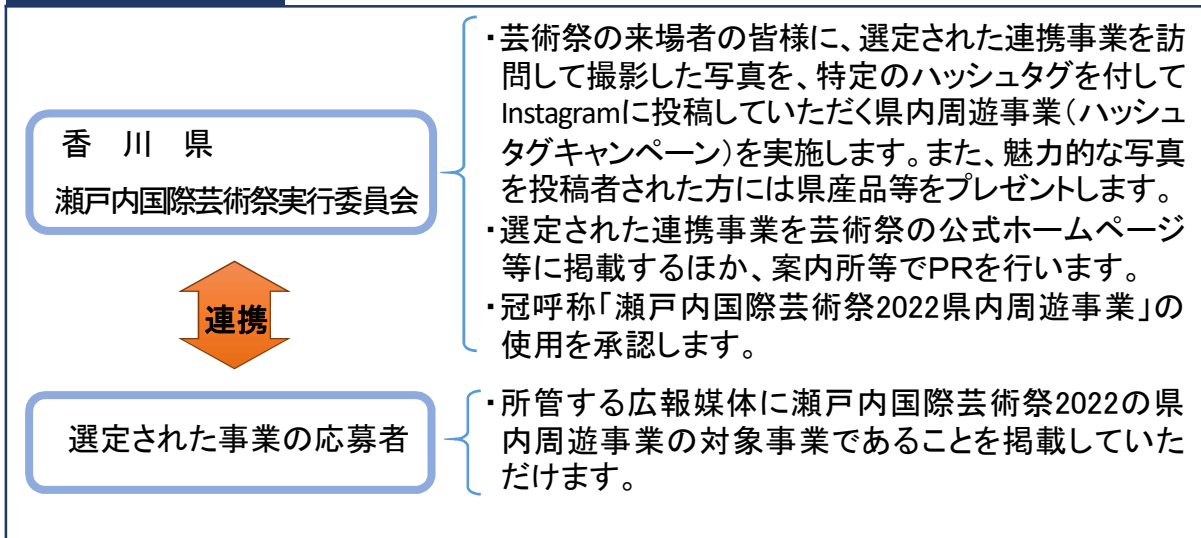 香 川 県
瀬戸内国際芸術祭実行委員会
・芸術祭の来場者の皆様に、選定された連携事業を訪
問して撮影した写真を、特定のハッシュタグを付して
Instagramに投稿していただく県内周遊事業(ハッシュ
タグキャンペーン)を実施します。また、魅力的な写真
を投稿者された方には県産品等をプレゼントします。
・選定された連携事業を芸術祭の公式ホームページ
等に掲載するほか、案内所等でPRを行います。
・冠呼称「瀬戸内国際芸術祭2022県内周遊事業」の
使用を承認します。
連携
選定された事業の応募者
・所管する広報媒体に瀬戸内国際芸術祭2022の県
内周遊事業の対象事業であることを掲載していた
だけます。